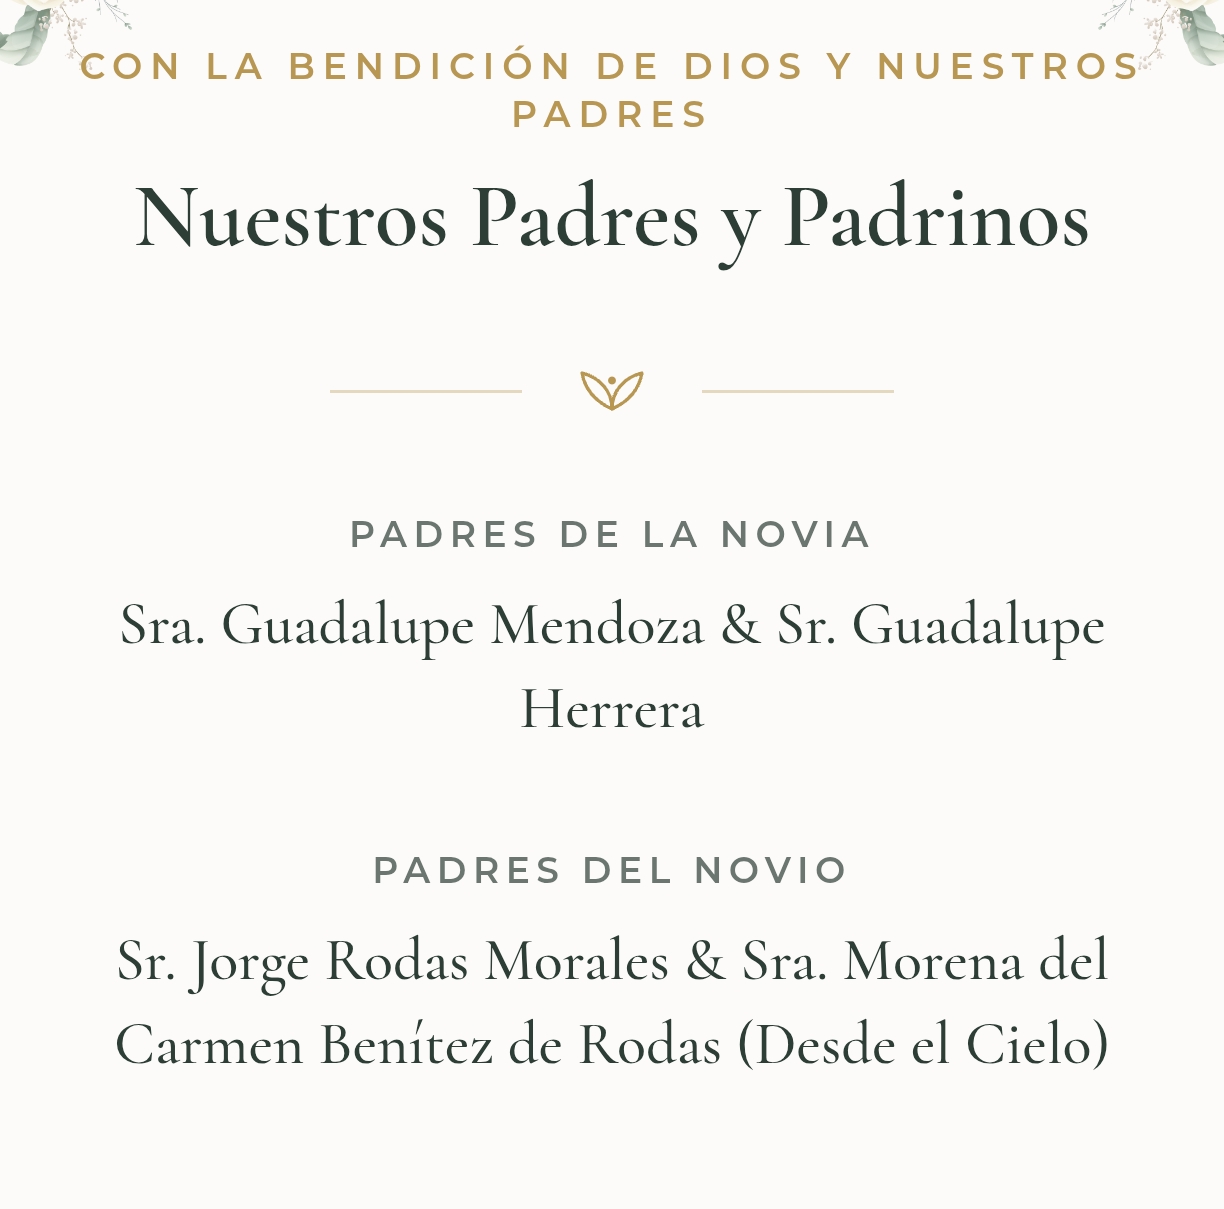 CON LA BENDICIÓN DE DIOS Y NUESTROS
PADRES
Nuestros Padres y Padrinos
PADRES DE LA NOVIA
Sra. Guadalupe Mendoza & Sr. Guadalupe
Herrera
PADRES DEL NOVIO
Sr. Jorge Rodas Morales & Sra. Morena del
Carmen Benítez de Rodas (Desde el Cielo)